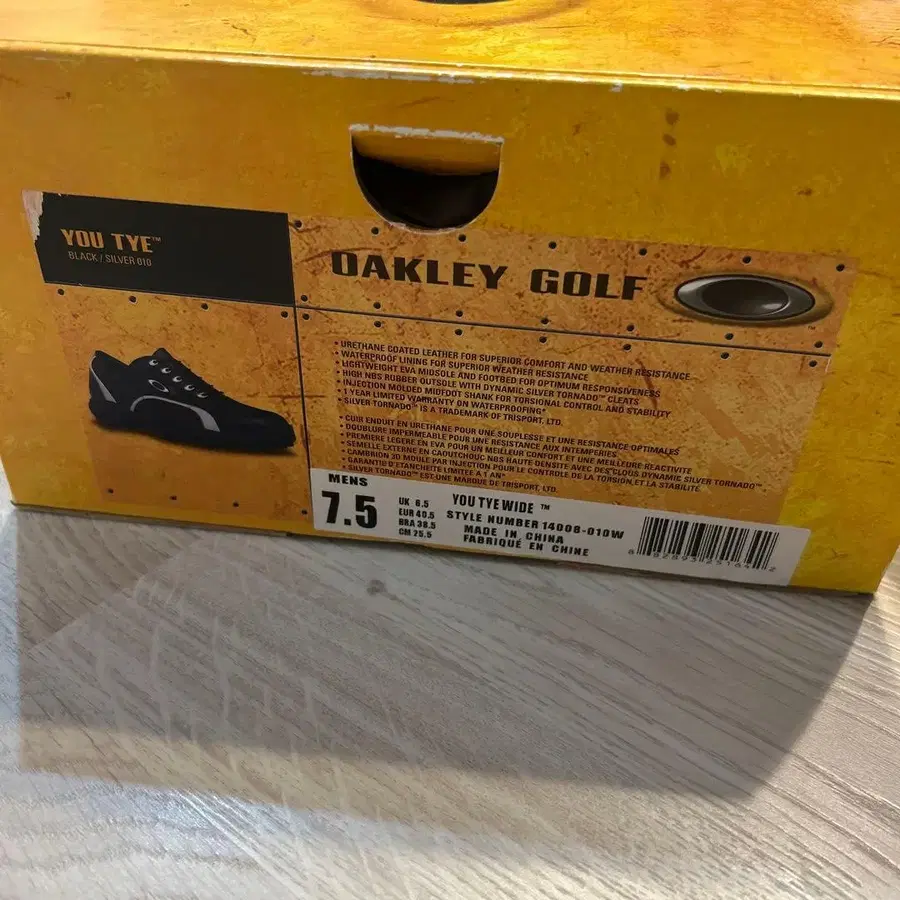 YOU TYE™
BLACK / SILVER 010
OAKLEY GOLF
™
• URETHANE COATED LEATHER FOR SUPERIOR COMFORT AND WEATHER RESISTANCE
• WATERPROOF LINING FOR SUPERIOR WEATHER RESISTANCE
• LIGHTWEIGHT EVA MIDSOLE AND FOOTBED FOR OPTIMUM RESPONSIVENESS
• HIGH NBS RUBBER OUTSOLE WITH DYNAMIC SILVER TORNADO™ CLEATS
• INJECTION MOLDED MIDFOOT SHANK FOR TORSIONAL CONTROL AND STABILITY
• 1 YEAR LIMITED WARRANTY ON WATERPROOFING*
• SILVER TORNADO™ IS A TRADEMARK OF TRISPORT, LTD.
• CUIR ENDUIT EN URETHANE POUR UNE SOUPLESSE ET UNE RESISTANCE OPTIMALES
• DOUBLURE IMPERMEABLE POUR UNE RESISTANCE AUX INTEMPERIES
• PREMIERE LEGERE EN EVA POUR UN MEILLEUR CONFORT ET UNE MEILLEURE REACTIVITE
• SEMELLE EXTERNE EN CAOUTCHOUC NBS HAUTE DENSITE AVEC DES CLOUS DYNAMIC SILVER TORNADO™
• CAMBRION 3D MOULE PAR INJECTION POUR LE CONTROLE DE LA TORSION ET LA STABILITE
• GARANTIE D'ETANCHEITE LIMITEE A 1 AN*
• SILVER TORNADO™ EST UNE MARQUE DE TRISPORT, LTD.
MENS
7.5
UK 6.5
EUR 40.5
BRA 38.5
CM 25.5
YOU TYE WIDE ™
STYLE NUMBER 14008-010W
MADE IN CHINA
FABRIQUÉ EN CHINE